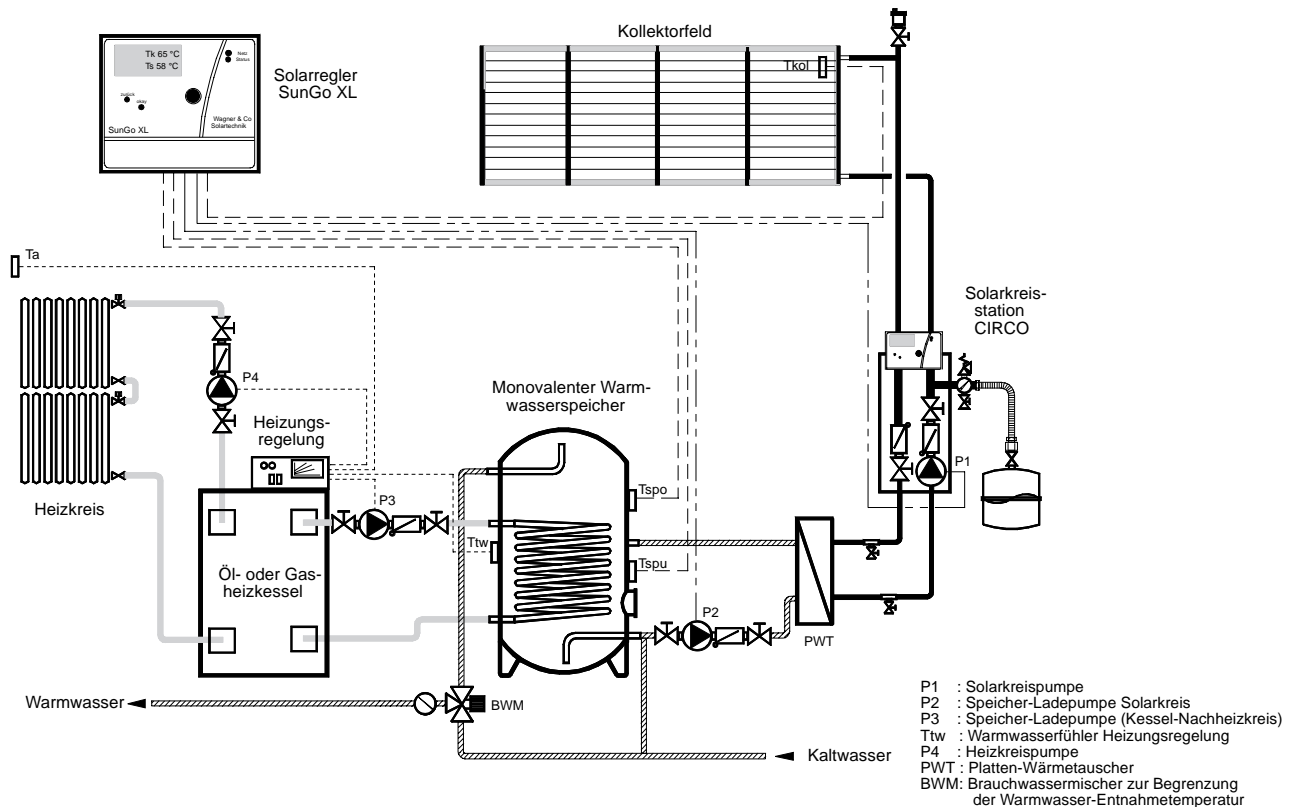 Kollektorfeld
Tk 65 °C
Ts 58 °C
Netz
Status
zurück
okay
Wagner & Co
Solartechnik
SunGo XL
Solarregler
SunGo XL
Tkol
Ta
Solarkreis-
station
CIRCO
P4
Monovalenter Warm-
wasserspeicher
Heizungs-
regelung
P1
Tspo
P3
Heizkreis
Ttw
Tspu
Öl- oder Gas-
heizkessel
P2
PWT
Warmwasser
BWM
Kaltwasser
P1 : Solarkreispumpe
P2 : Speicher-Ladepumpe Solarkreis
P3 : Speicher-Ladepumpe (Kessel-Nachheizkreis)
Ttw : Warmwasserfühler Heizungsregelung
P4 : Heizkreispumpe
PWT : Platten-Wärmetauscher
BWM: Brauchwassermischer zur Begrenzung
der Warmwasser-Entnahmetemperatur